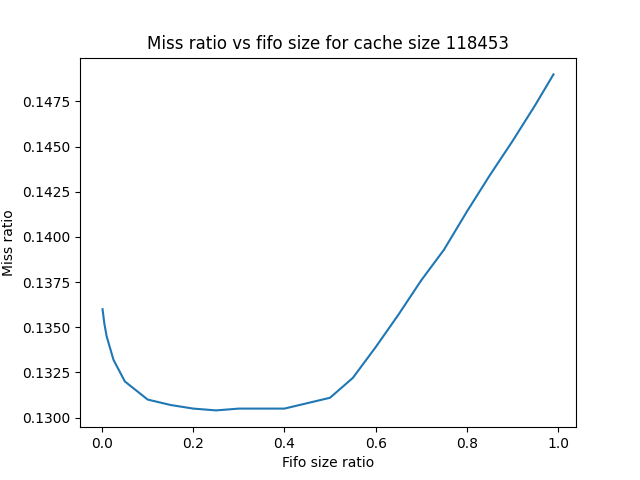 Miss ratio vs fifo size for cache size 118453
0.1475
0.1450
0.1425
0.1400
0.1375
0.1350
0.1325
0.1300
Miss ratio
0.0 0.2 0.4 0.6 0.8 1.0
Fifo size ratio